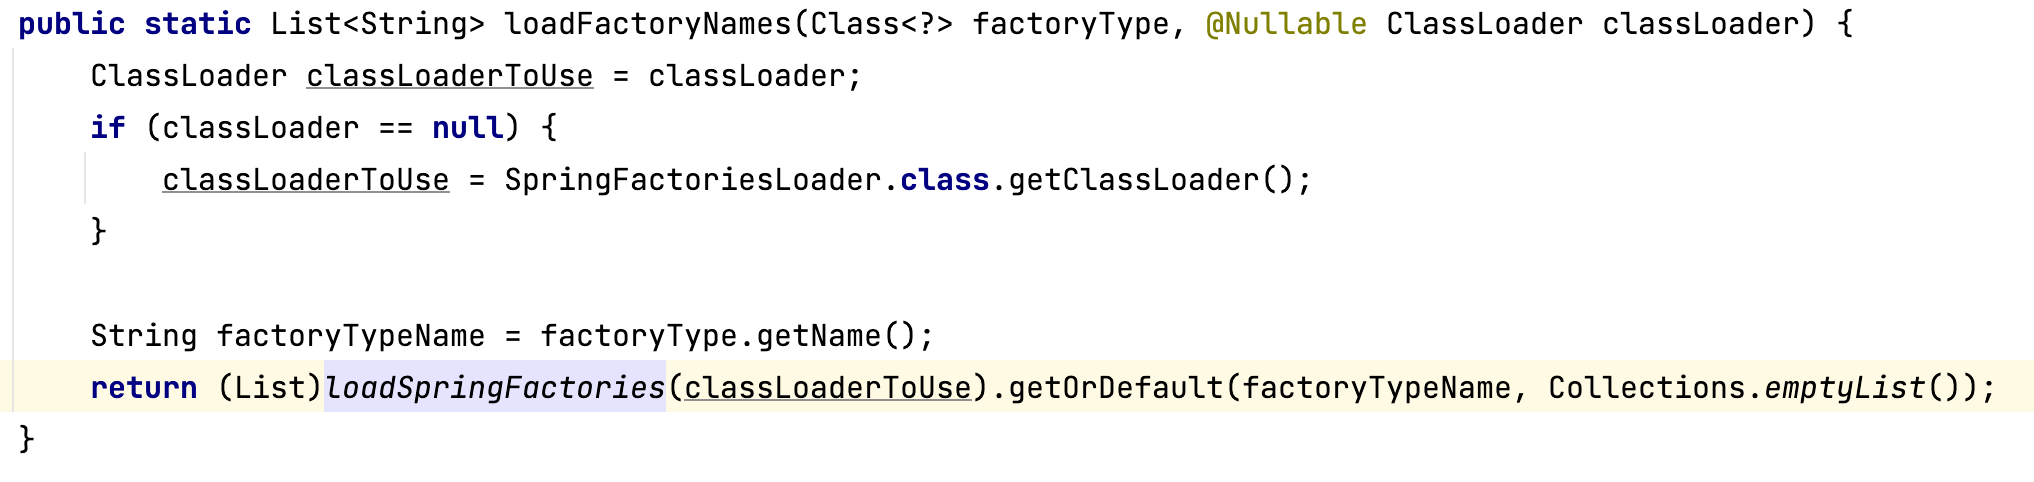 public static List<String> loadFactoryNames(Class<?> factoryType, @Nullable ClassLoader classLoader) {
    ClassLoader classLoaderToUse = classLoader;
    if (classLoader == null) {
        classLoaderToUse = SpringFactoriesLoader.class.getClassLoader();
    }

    String factoryTypeName = factoryType.getName();
    return (List)loadSpringFactories(classLoaderToUse).getOrDefault(factoryTypeName, Collections.emptyList());
}